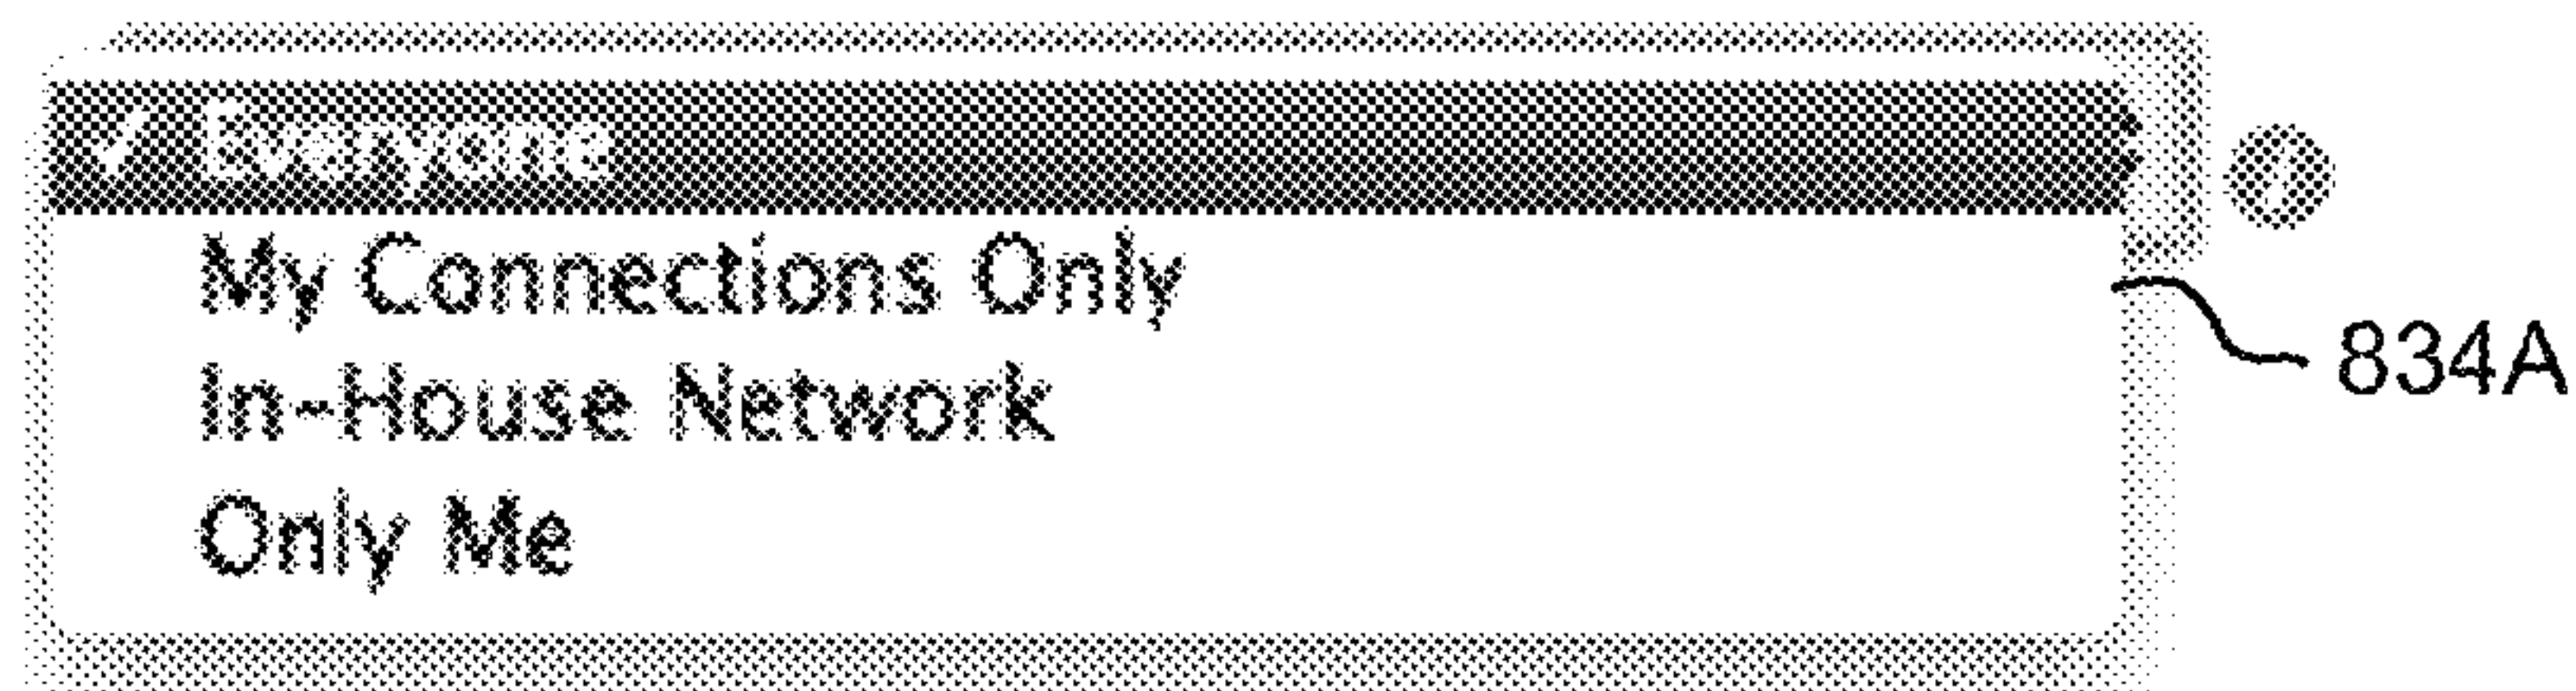 ✓ Everyone
My Connections Only
In-House Network
Only Me
834A